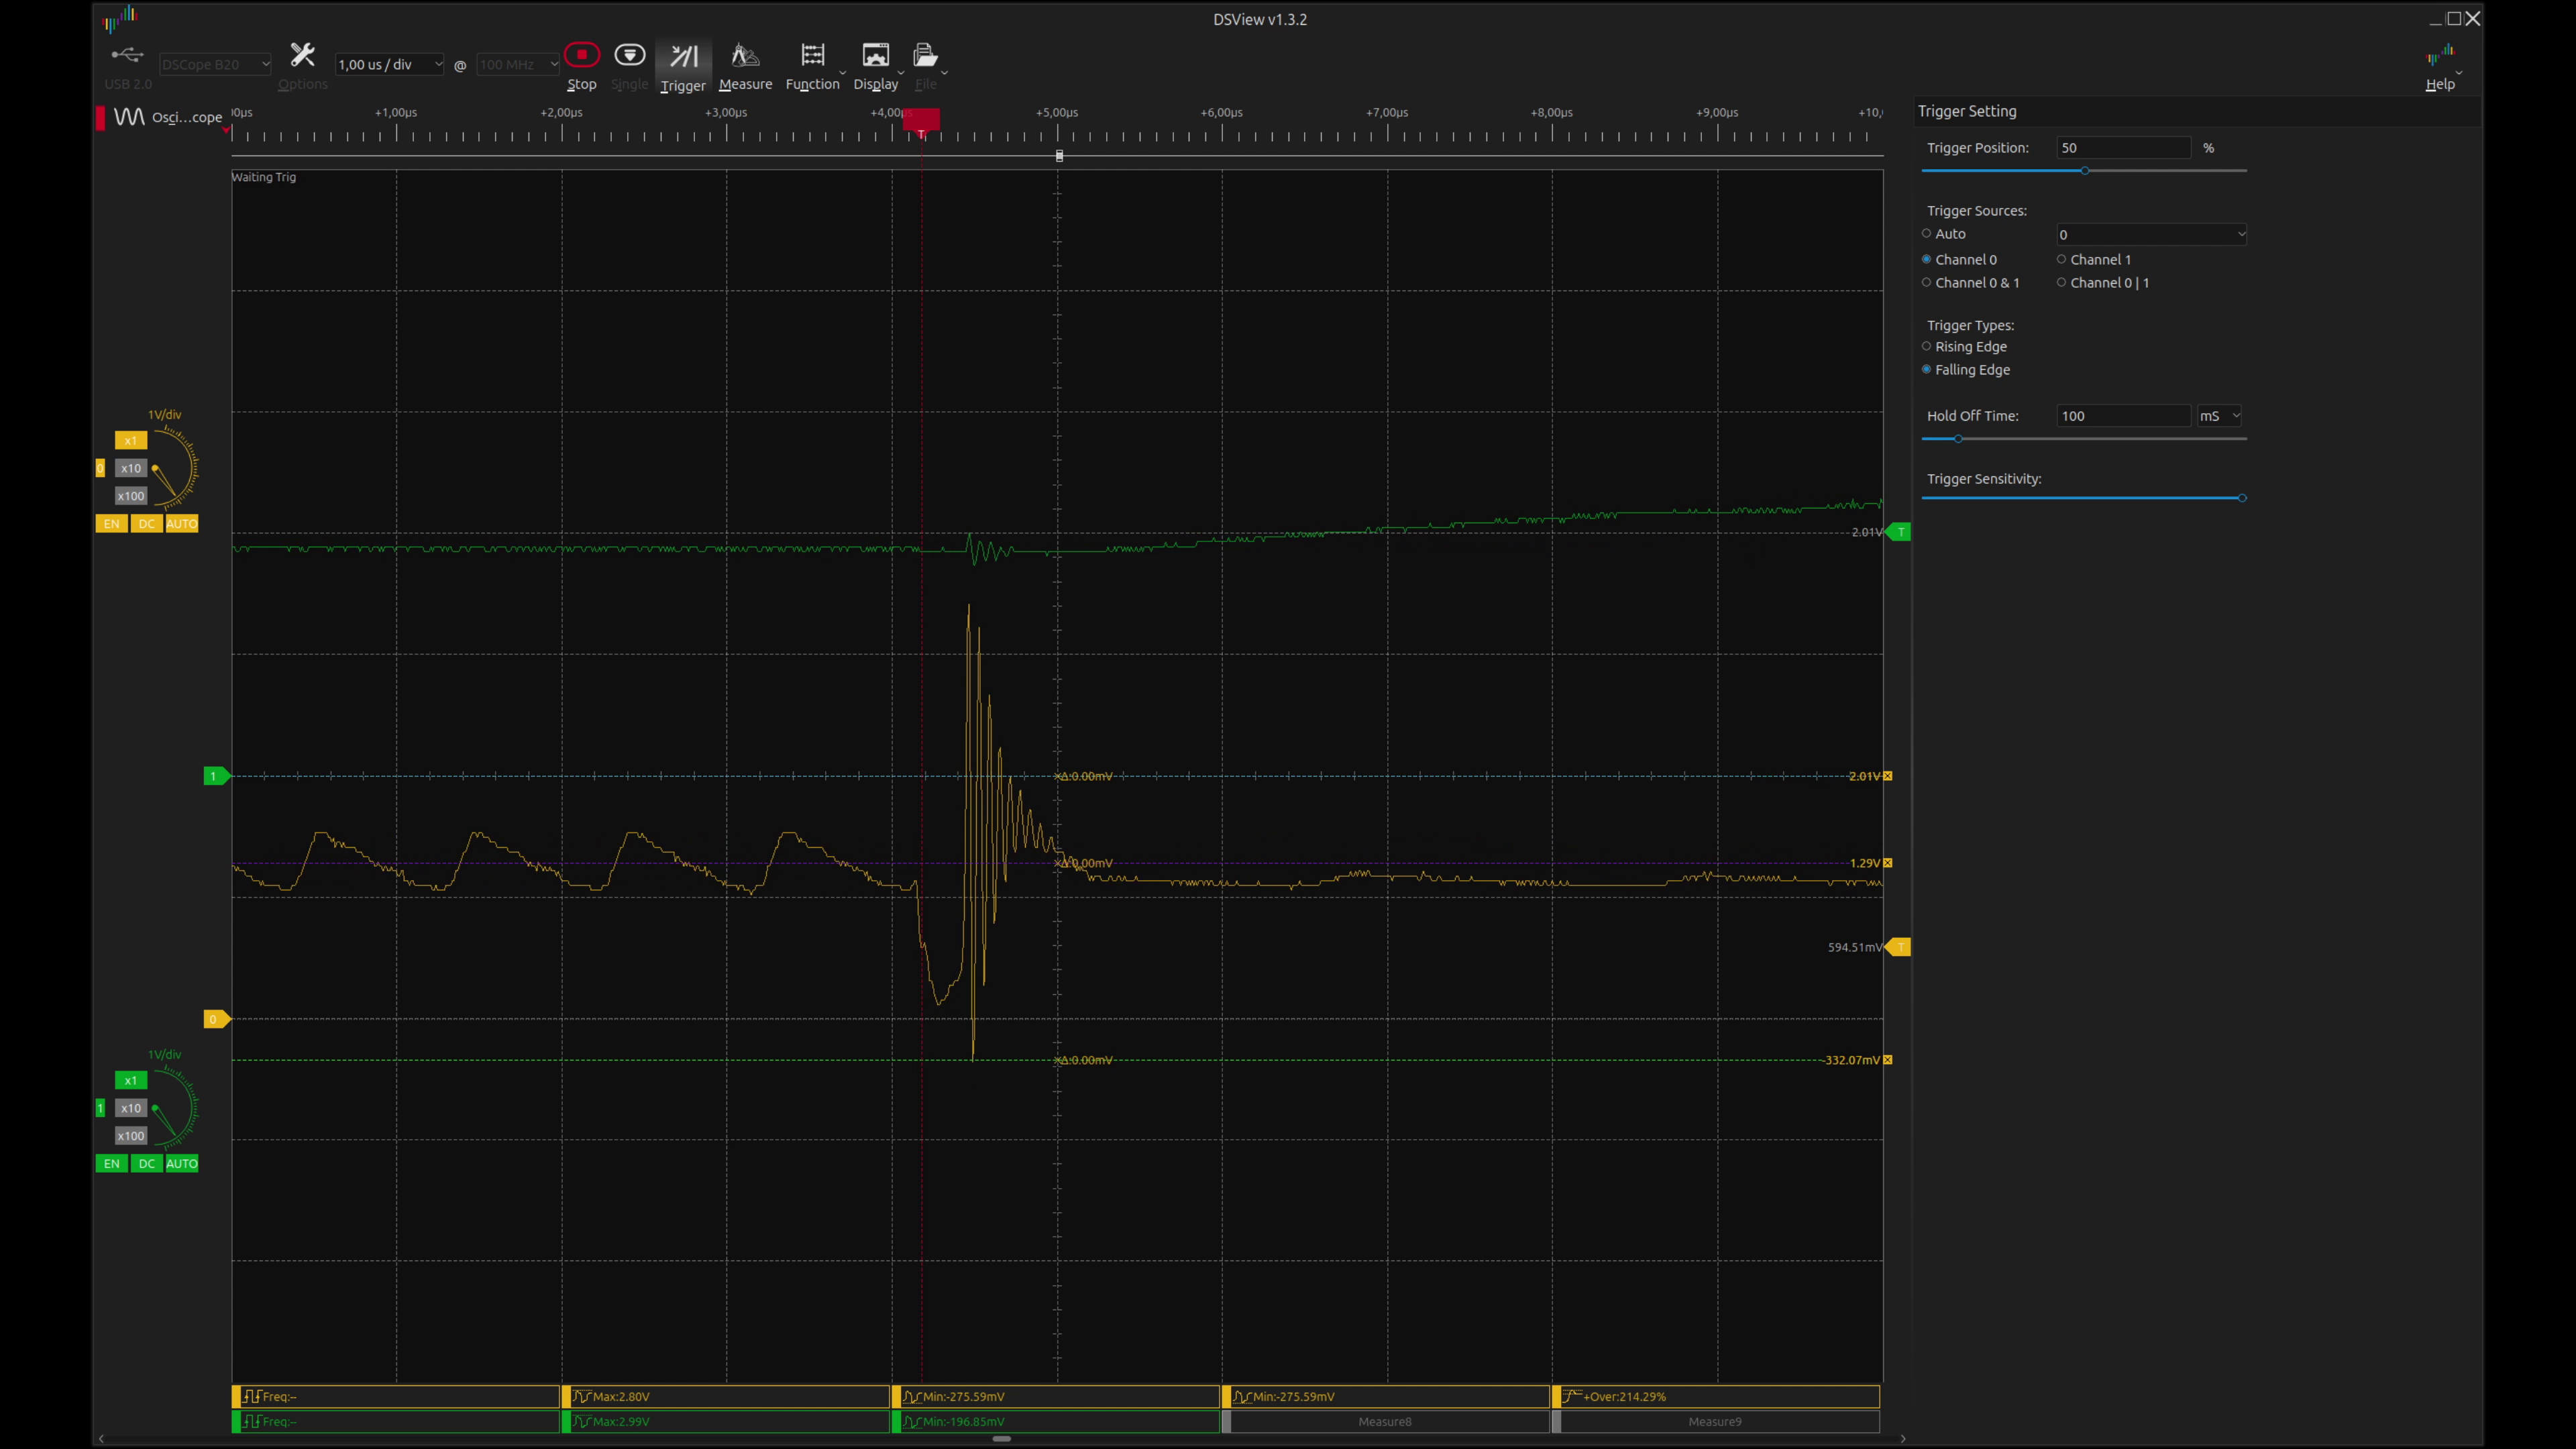 DSView v1.3.2
DSCope B20
1,00 us / div
@
100 MHz
USB 2.0
Options
Stop
Single
Trigger
Measure
Function
Display
File
Help
Osci...cope
+1,00µs
+2,00µs
+3,00µs
+5,00µs
+6,00µs
+7,00µs
+8,00µs
+9,00µs
T
Waiting Trig
1V/div
x1
0
x10
x100
EN DC AUTO
2.01V
T
1
Δ:0.00mV
2.01V
Δ:0.00mV
1.29V
594.51mV
T
0
Δ:0.00mV
-332.07mV
1V/div
x1
1
x10
x100
EN DC AUTO
Freq:--
Max:2.80V
Min:-275.59mV
Min:-275.59mV
+Over:214.29%
Freq:--
Max:2.99V
Min:-196.85mV
Measure8
Measure9
Trigger Setting
Trigger Position: 50 %
Trigger Sources:
Auto 0
Channel 0 Channel 1
Channel 0 & 1 Channel 0 | 1
Trigger Types:
Rising Edge
Falling Edge
Hold Off Time: 100 mS
Trigger Sensitivity: